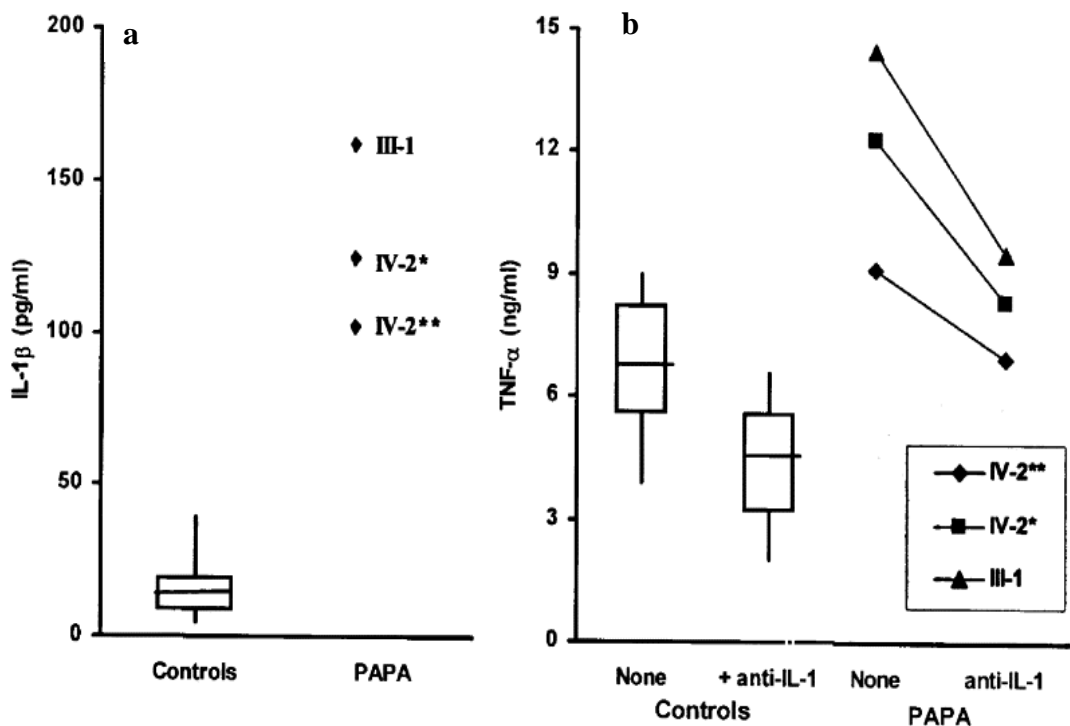 a
200
150
100
50
0
IL-1β (pg/ml)
III-1
IV-2*
IV-2**
Controls PAPA
b
15
12
9
6
3
0
TNF-α (ng/ml)
IV-2**
IV-2*
III-1
None + anti-IL-1 None anti-IL-1
Controls PAPA